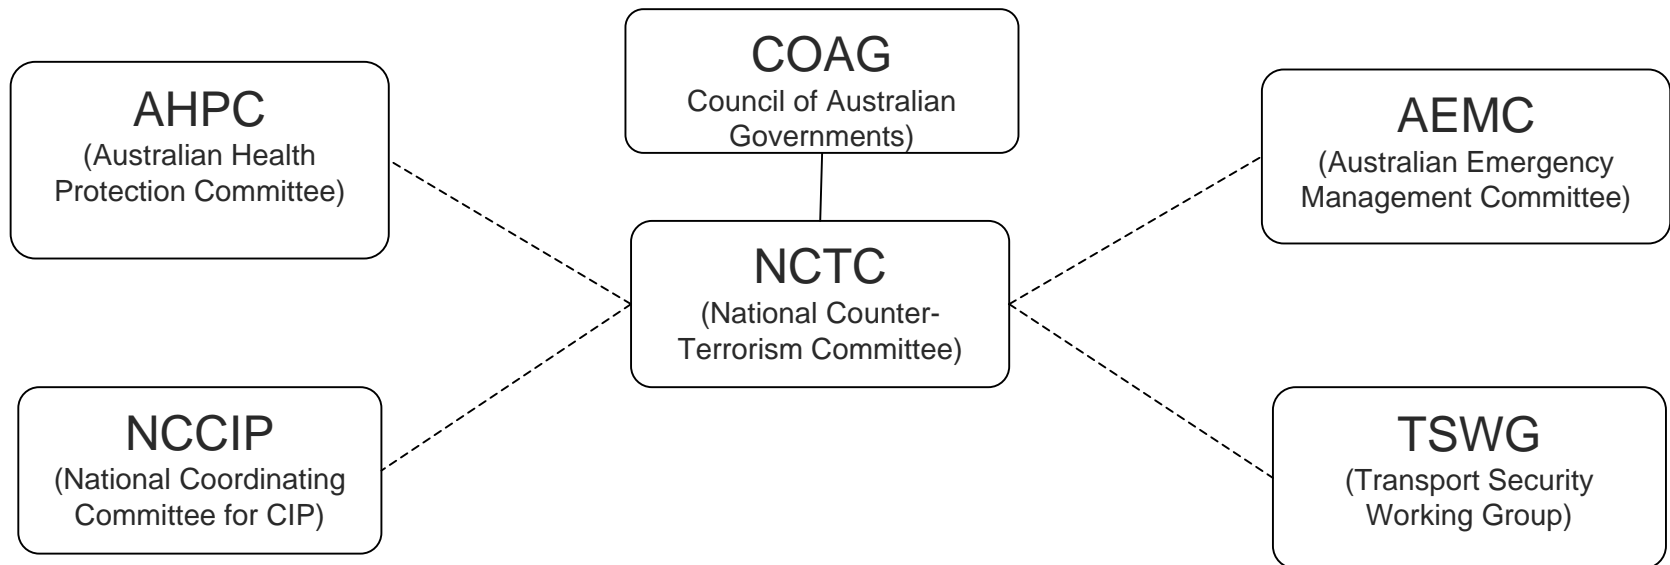 COAG
Council of Australian
Governments)
AHPC
(Australian Health
Protection Committee)
AEMC
(Australian Emergency
Management Committee)
NCTC
(National Counter-
Terrorism Committee)
NCCIP
(National Coordinating
Committee for CIP)
TSWG
(Transport Security
Working Group)